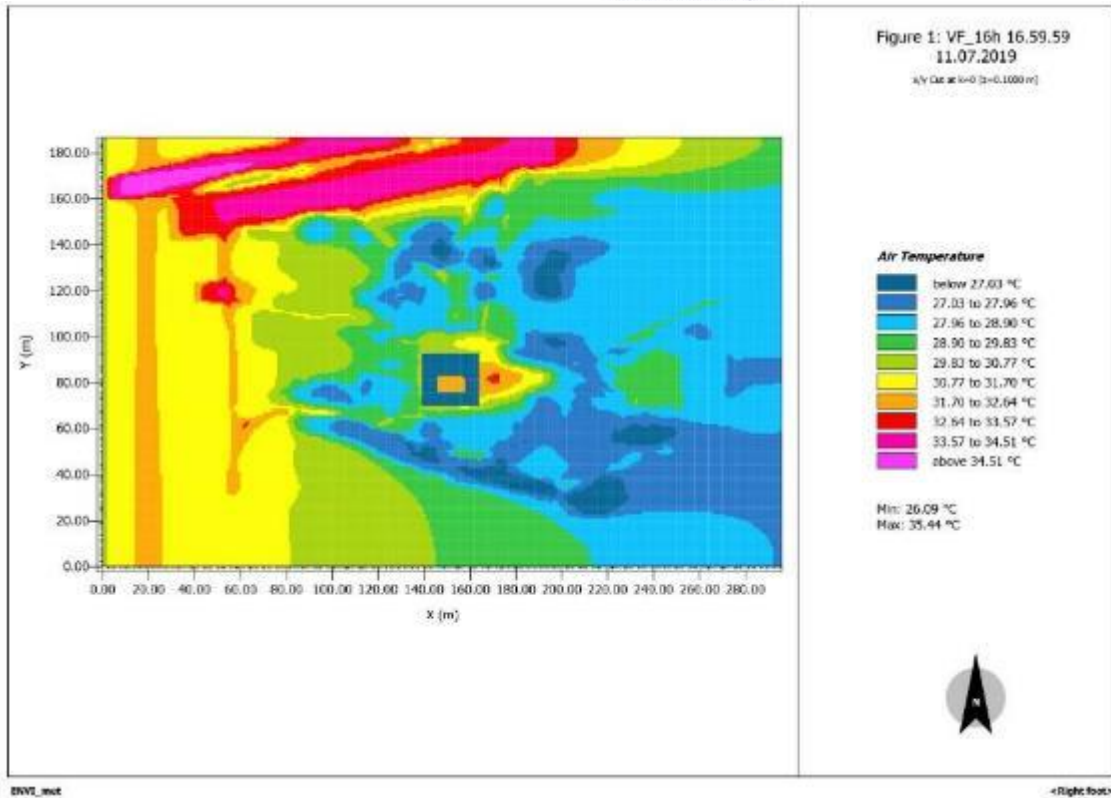 Figure 1: VF_16h 16.59.59
11.07.2019
x/y Cut at k=0 (z=0.1000 m)
180.00
160.00
140.00
120.00
100.00
80.00
60.00
40.00
20.00
0.00
Y (m)
0.00 20.00 40.00 60.00 80.00 100.00 120.00 140.00 160.00 180.00 200.00 220.00 240.00 260.00 280.00
X (m)
Air Temperature
below 27.03 °C
27.03 to 27.96 °C
27.96 to 28.90 °C
28.90 to 29.83 °C
29.83 to 30.77 °C
30.77 to 31.70 °C
31.70 to 32.64 °C
32.64 to 33.57 °C
33.57 to 34.51 °C
above 34.51 °C
Min: 26.09 °C
Max: 35.44 °C
N
ENVI_met
<Right foot>